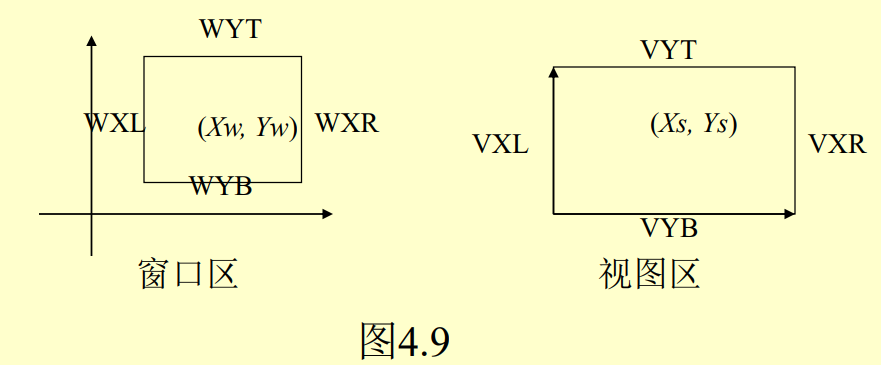 WYT
WXL
(Xw, Yw)
WXR
WYB
窗口区
VYT
(Xs, Ys)
VXL
VXR
VYB
视图区
图4.9